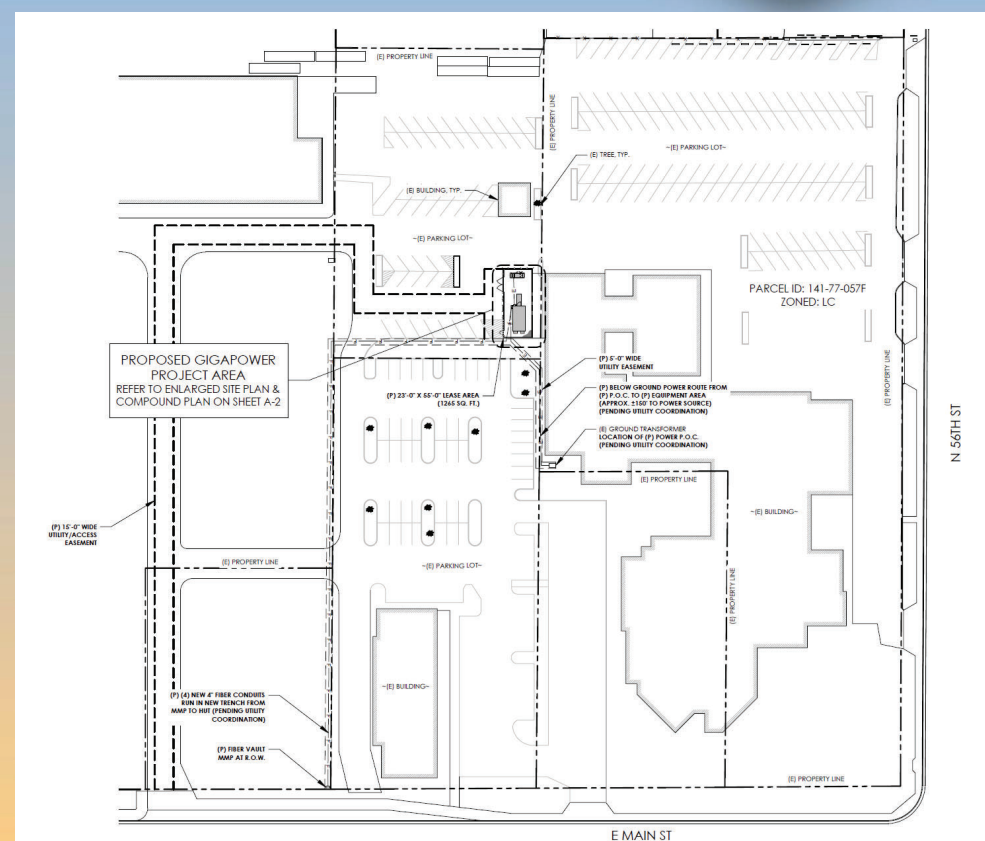 (E) PROPERTY LINE
(E) PROPERTY LINE
(E) TREE, TYP.
~(E) PARKING LOT~
(E) BUILDING, TYP.
~(E) PARKING LOT~
PARCEL ID: 141-77-057F
ZONED: LC
(E) PROPERTY LINE
N 56TH ST
PROPOSED GIGAPOWER
PROJECT AREA
REFER TO ENLARGED SITE PLAN &
COMPOUND PLAN ON SHEET A-2
(P) 23'-0" X 55'-0" LEASE AREA
(1265 SQ. FT.)
(P) 5'-0" WIDE
UTILITY EASEMENT
(P) BELOW GROUND POWER ROUTE FROM
(P) P.O.C. TO (P) EQUIPMENT AREA
(APPROX. ±150' TO POWER SOURCE)
(PENDING UTILITY COORDINATION)
(E) GROUND TRANSFORMER
LOCATION OF (P) POWER P.O.C.
(PENDING UTILITY COORDINATION)
(E) PROPERTY LINE
~(E) BUILDING~
(P) 15'-0" WIDE
UTILITY/ACCESS
EASEMENT
(E) PROPERTY LINE
~(E) PARKING LOT~
(E) PROPERTY LINE
~(E) BUILDING~
(P) (4) NEW 4" FIBER CONDUITS
RUN IN NEW TRENCH FROM
MMP TO HUT (PENDING UTILITY
COORDINATION)
(P) FIBER VAULT
MMP AT R.O.W.
(E) PROPERTY LINE
E MAIN ST